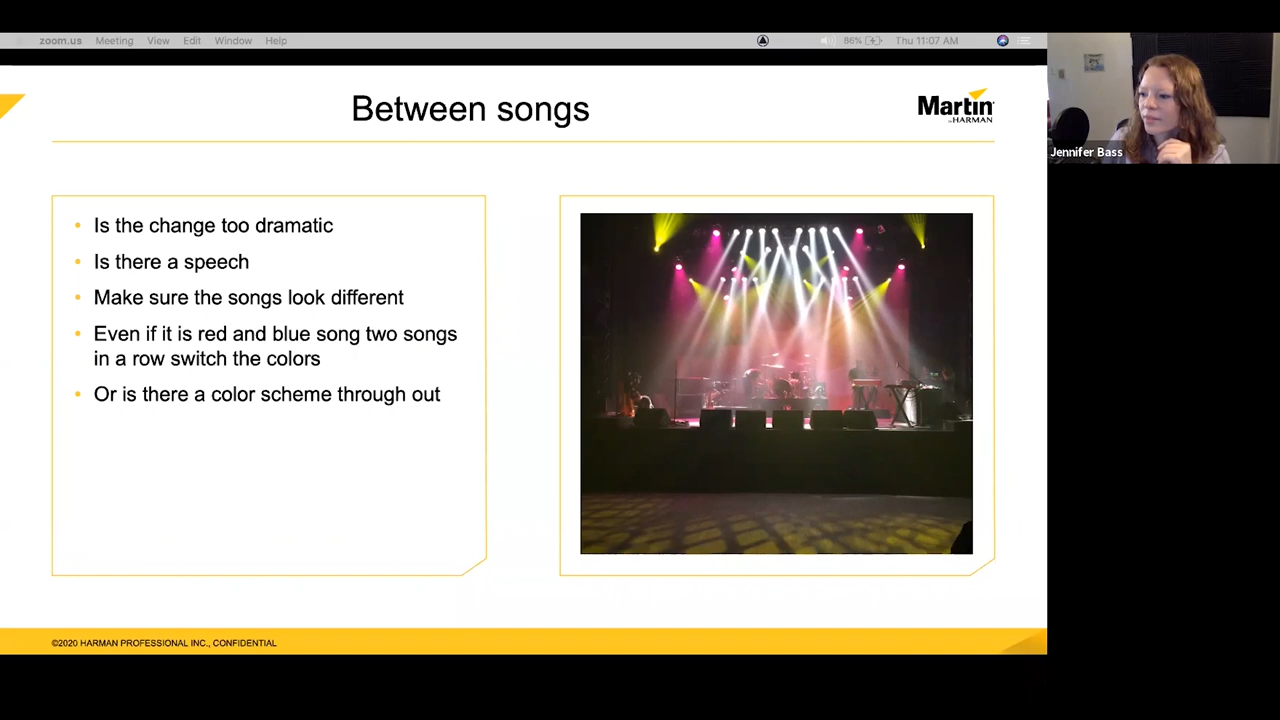 zoom.us Meeting View Edit Window Help 86% Thu 11:07 AM
Between songs
Martin
by HARMAN
Jennifer Bass
• Is the change too dramatic
• Is there a speech
• Make sure the songs look different
• Even if it is red and blue song two songs
in a row switch the colors
• Or is there a color scheme through out
©2020 HARMAN PROFESSIONAL INC., CONFIDENTIAL